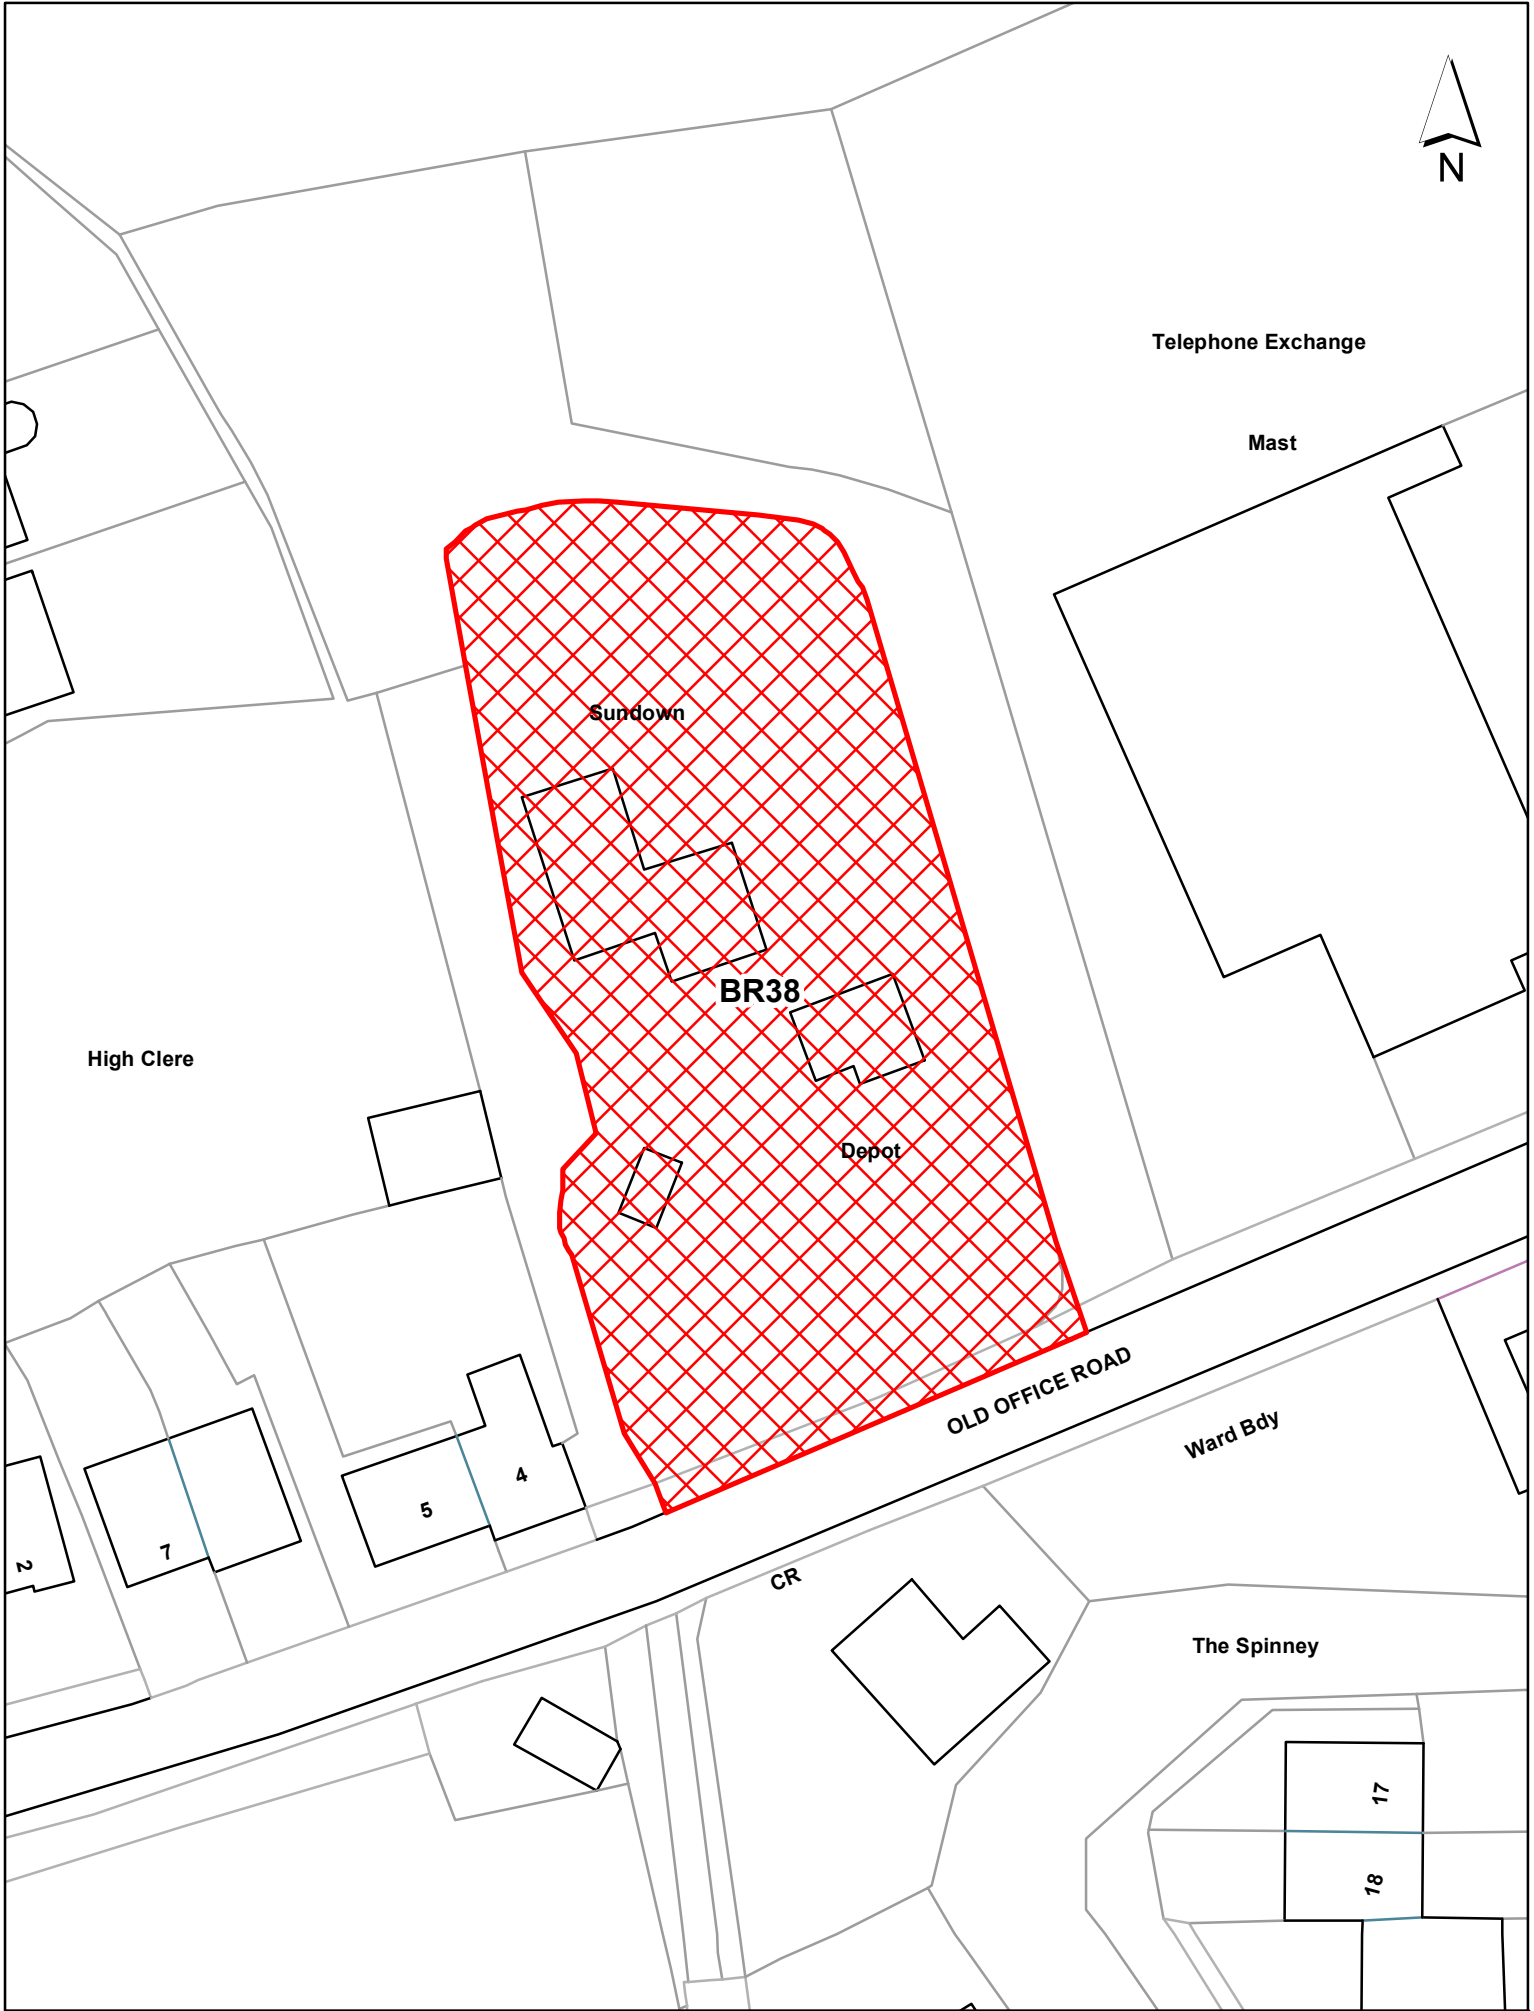 N
Telephone Exchange
Mast
Sundown
BR38
High Clere
Depot
OLD OFFICE ROAD
Ward Bdy
4
5
7
2
CR
The Spinney
17
18